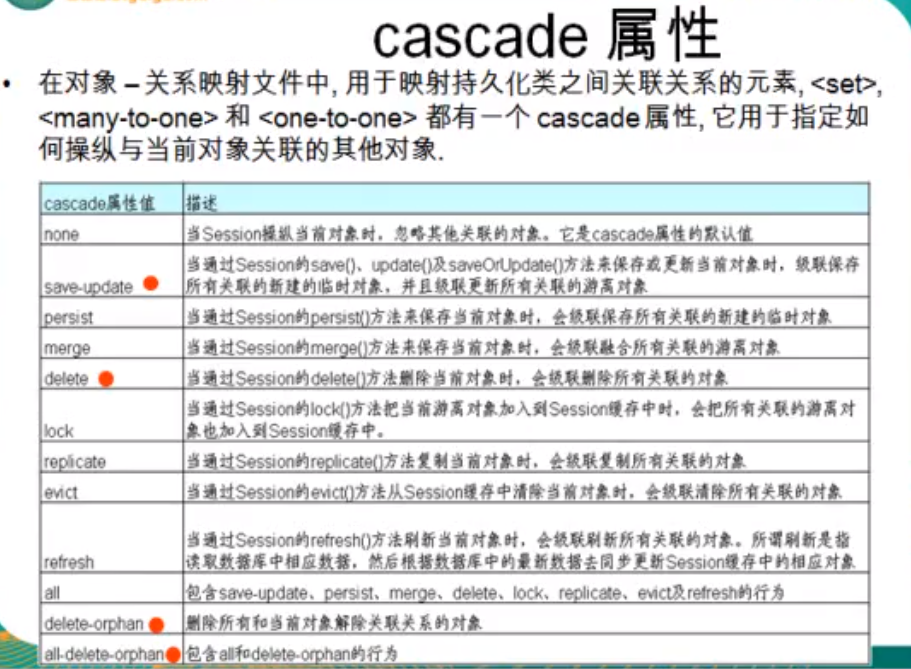 cascade 属性
• 在对象 – 关系映射文件中, 用于映射持久化类之间关联关系的元素, <set>,
<many-to-one> 和 <one-to-one> 都有一个 cascade 属性, 它用于指定如
何操纵与当前对象关联的其他对象.
cascade属性值 描述
none 当Session操纵当前对象时，忽略其他关联的对象。它是cascade属性的默认值
当通过Session的save()、update()及saveOrUpdate()方法来保存或更新当前对象时，级联保存
save-update 所有关联的新建的临时对象，并且级联更新所有关联的游离对象
persist 当通过Session的persist()方法来保存当前对象时，会级联保存所有关联的新建的临时对象
merge 当通过Session的merge()方法来保存当前对象时，会级联融合所有关联的游离对象
delete 当通过Session的delete()方法删除当前对象时，会级联删除所有关联的对象
当通过Session的lock()方法把当前游离对象加入到Session缓存中时，会把所有关联的游离对
lock 象也加入到Session缓存中。
replicate 当通过Session的replicate()方法复制当前对象时，会级联复制所有关联的对象
evict 当通过Session的evict()方法从Session缓存中清除当前对象时，会级联清除所有关联的对象
当通过Session的refresh()方法刷新当前对象时，会级联刷新所有关联的对象。所谓刷新是指
refresh 读取数据库中相应数据，然后根据数据库中的最新数据去同步更新Session缓存中的相应对象
all 包含save-update、persist、merge、delete、lock、replicate、evict及refresh的行为
delete-orphan 删除所有和当前对象解除关联关系的对象
all-delete-orphan 包含all和delete-orphan的行为